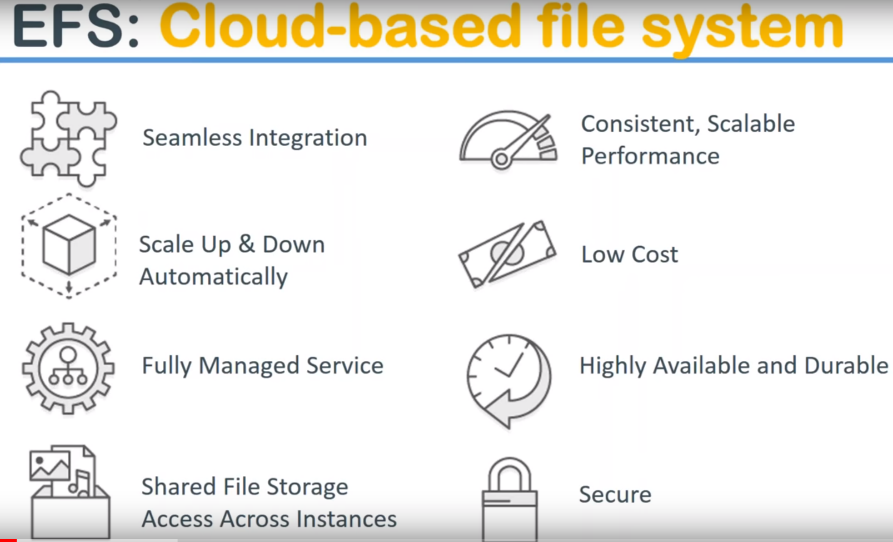 EFS: Cloud-based file system
Seamless Integration
Consistent, Scalable
Performance
Scale Up & Down
Automatically
Low Cost
Fully Managed Service
Highly Available and Durable
Shared File Storage
Access Across Instances
Secure